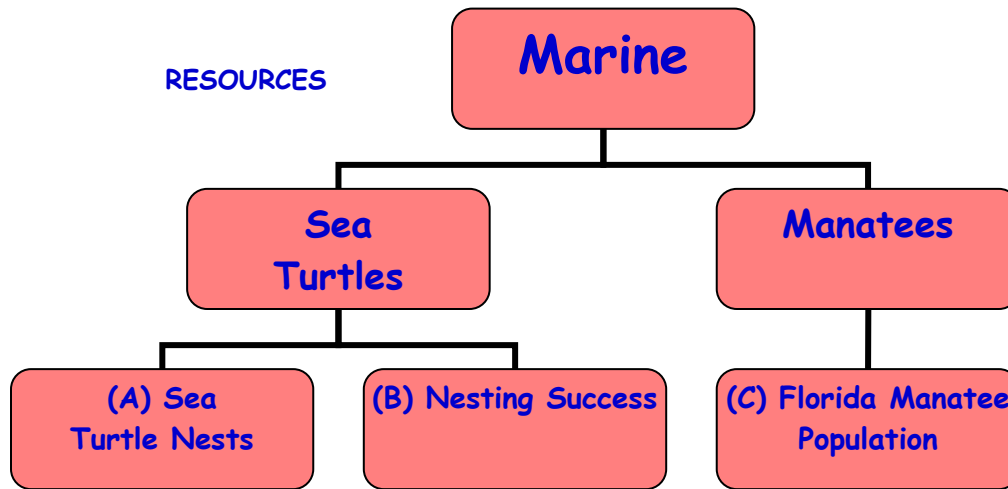 Marine
RESOURCES
Sea
Turtles
Manatees
(A) Sea
Turtle Nests
(B) Nesting Success
(C) Florida Manatee
Population